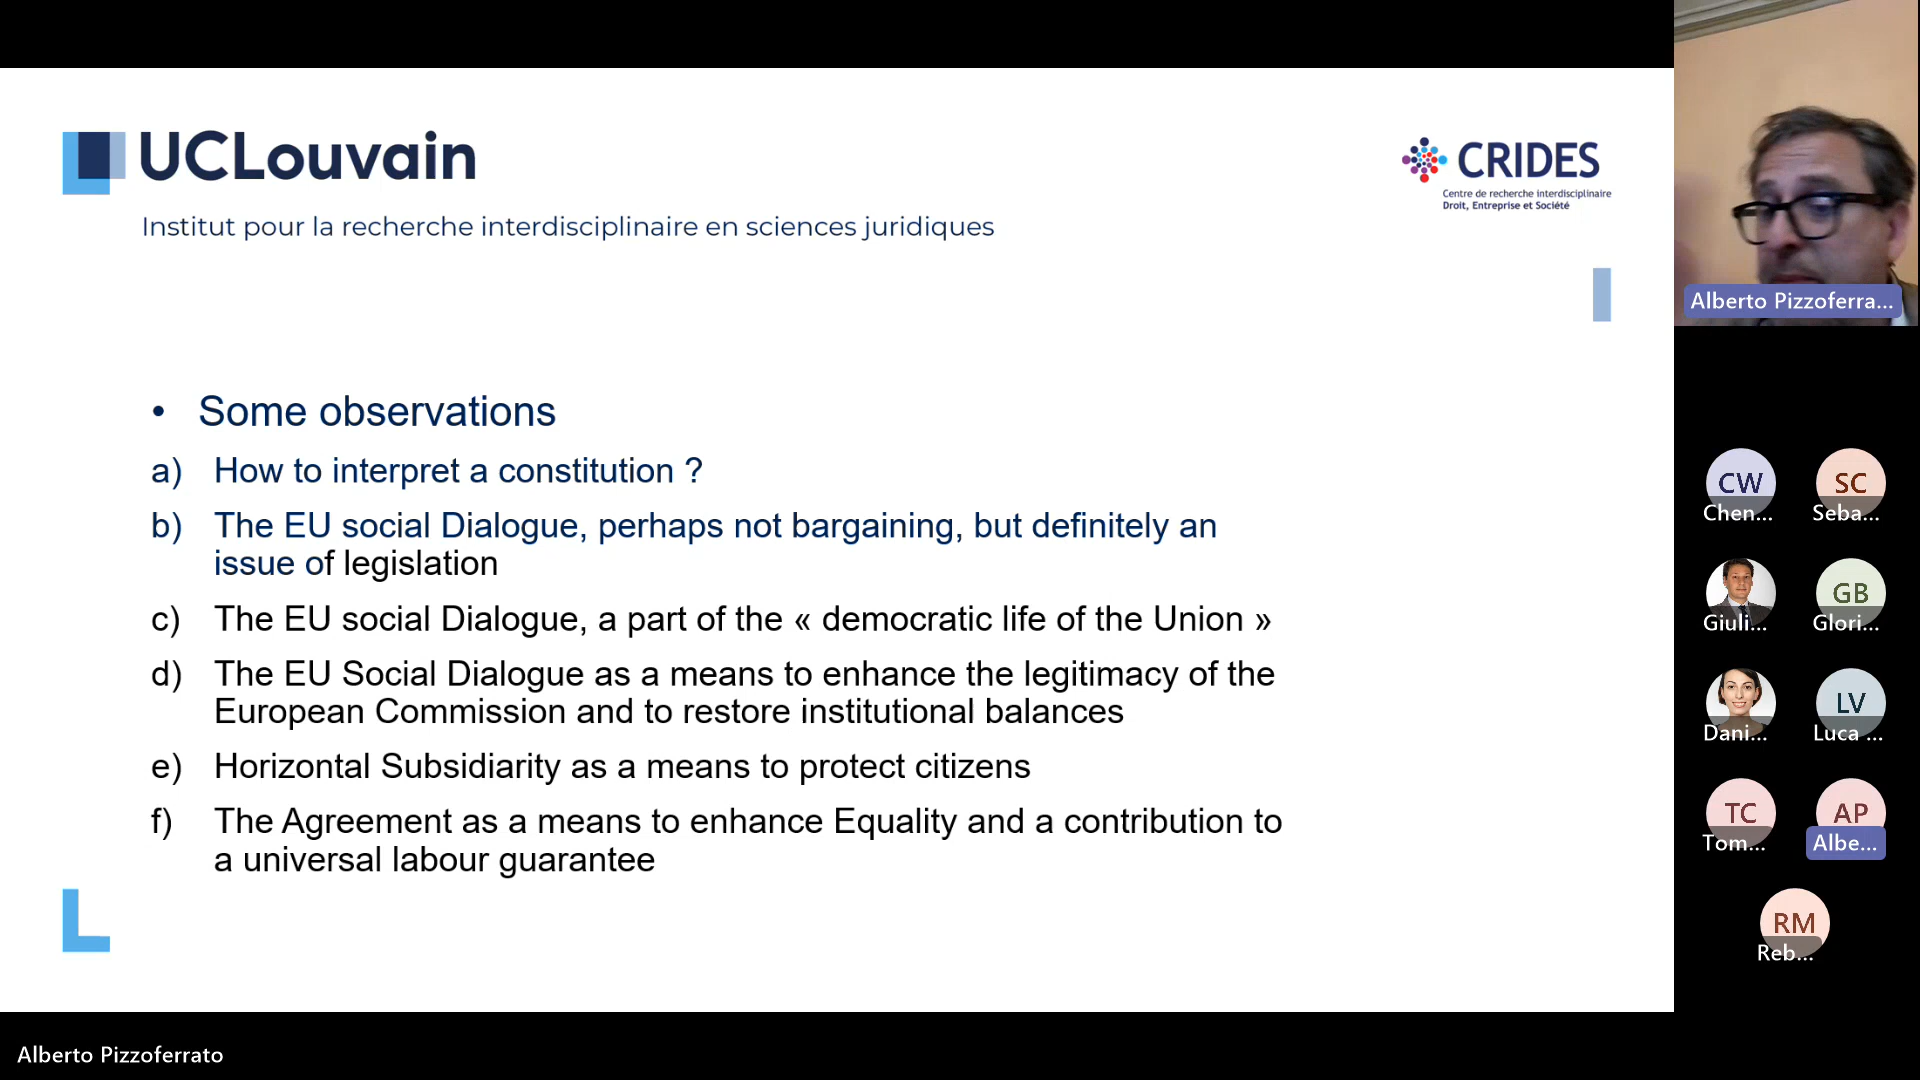 UCLouvain
Institut pour la recherche interdisciplinaire en sciences juridiques
CRIDES
Centre de recherche interdisciplinaire
Droit, Entreprise et Société
• Some observations
a) How to interpret a constitution ?
b) The EU social Dialogue, perhaps not bargaining, but definitely an
issue of legislation
c) The EU social Dialogue, a part of the « democratic life of the Union »
d) The EU Social Dialogue as a means to enhance the legitimacy of the
European Commission and to restore institutional balances
e) Horizontal Subsidiarity as a means to protect citizens
f) The Agreement as a means to enhance Equality and a contribution to
a universal labour guarantee
Alberto Pizzoferra...
CW
Chen...
SC
Seba...
Giuli...
GB
Glori...
Dani...
LV
Luca ...
TC
Tom...
AP
Albe...
RM
Reb...
Alberto Pizzoferrato